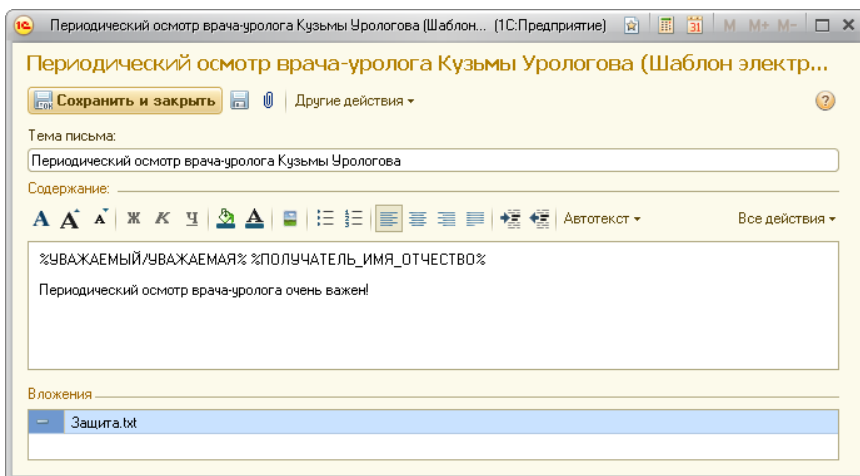 Периодический осмотр врача-уролога Кузьмы Урологова (Шаблон... (1С:Предприятие) 31 M M+ M-
Периодический осмотр врача-уролога Кузьмы Урологова (Шаблон электр...
Сохранить и закрыть Другие действия
Тема письма:
Периодический осмотр врача-уролога Кузьмы Урологова
Содержание:
А А А Ж К Ч А Автотекст Все действия
%УВАЖАЕМЫЙ/УВАЖАЕМАЯ% %ПОЛУЧАТЕЛЬ_ИМЯ_ОТЧЕСТВО%
Периодический осмотр врача-уролога очень важен!
Вложения
Защита.txt